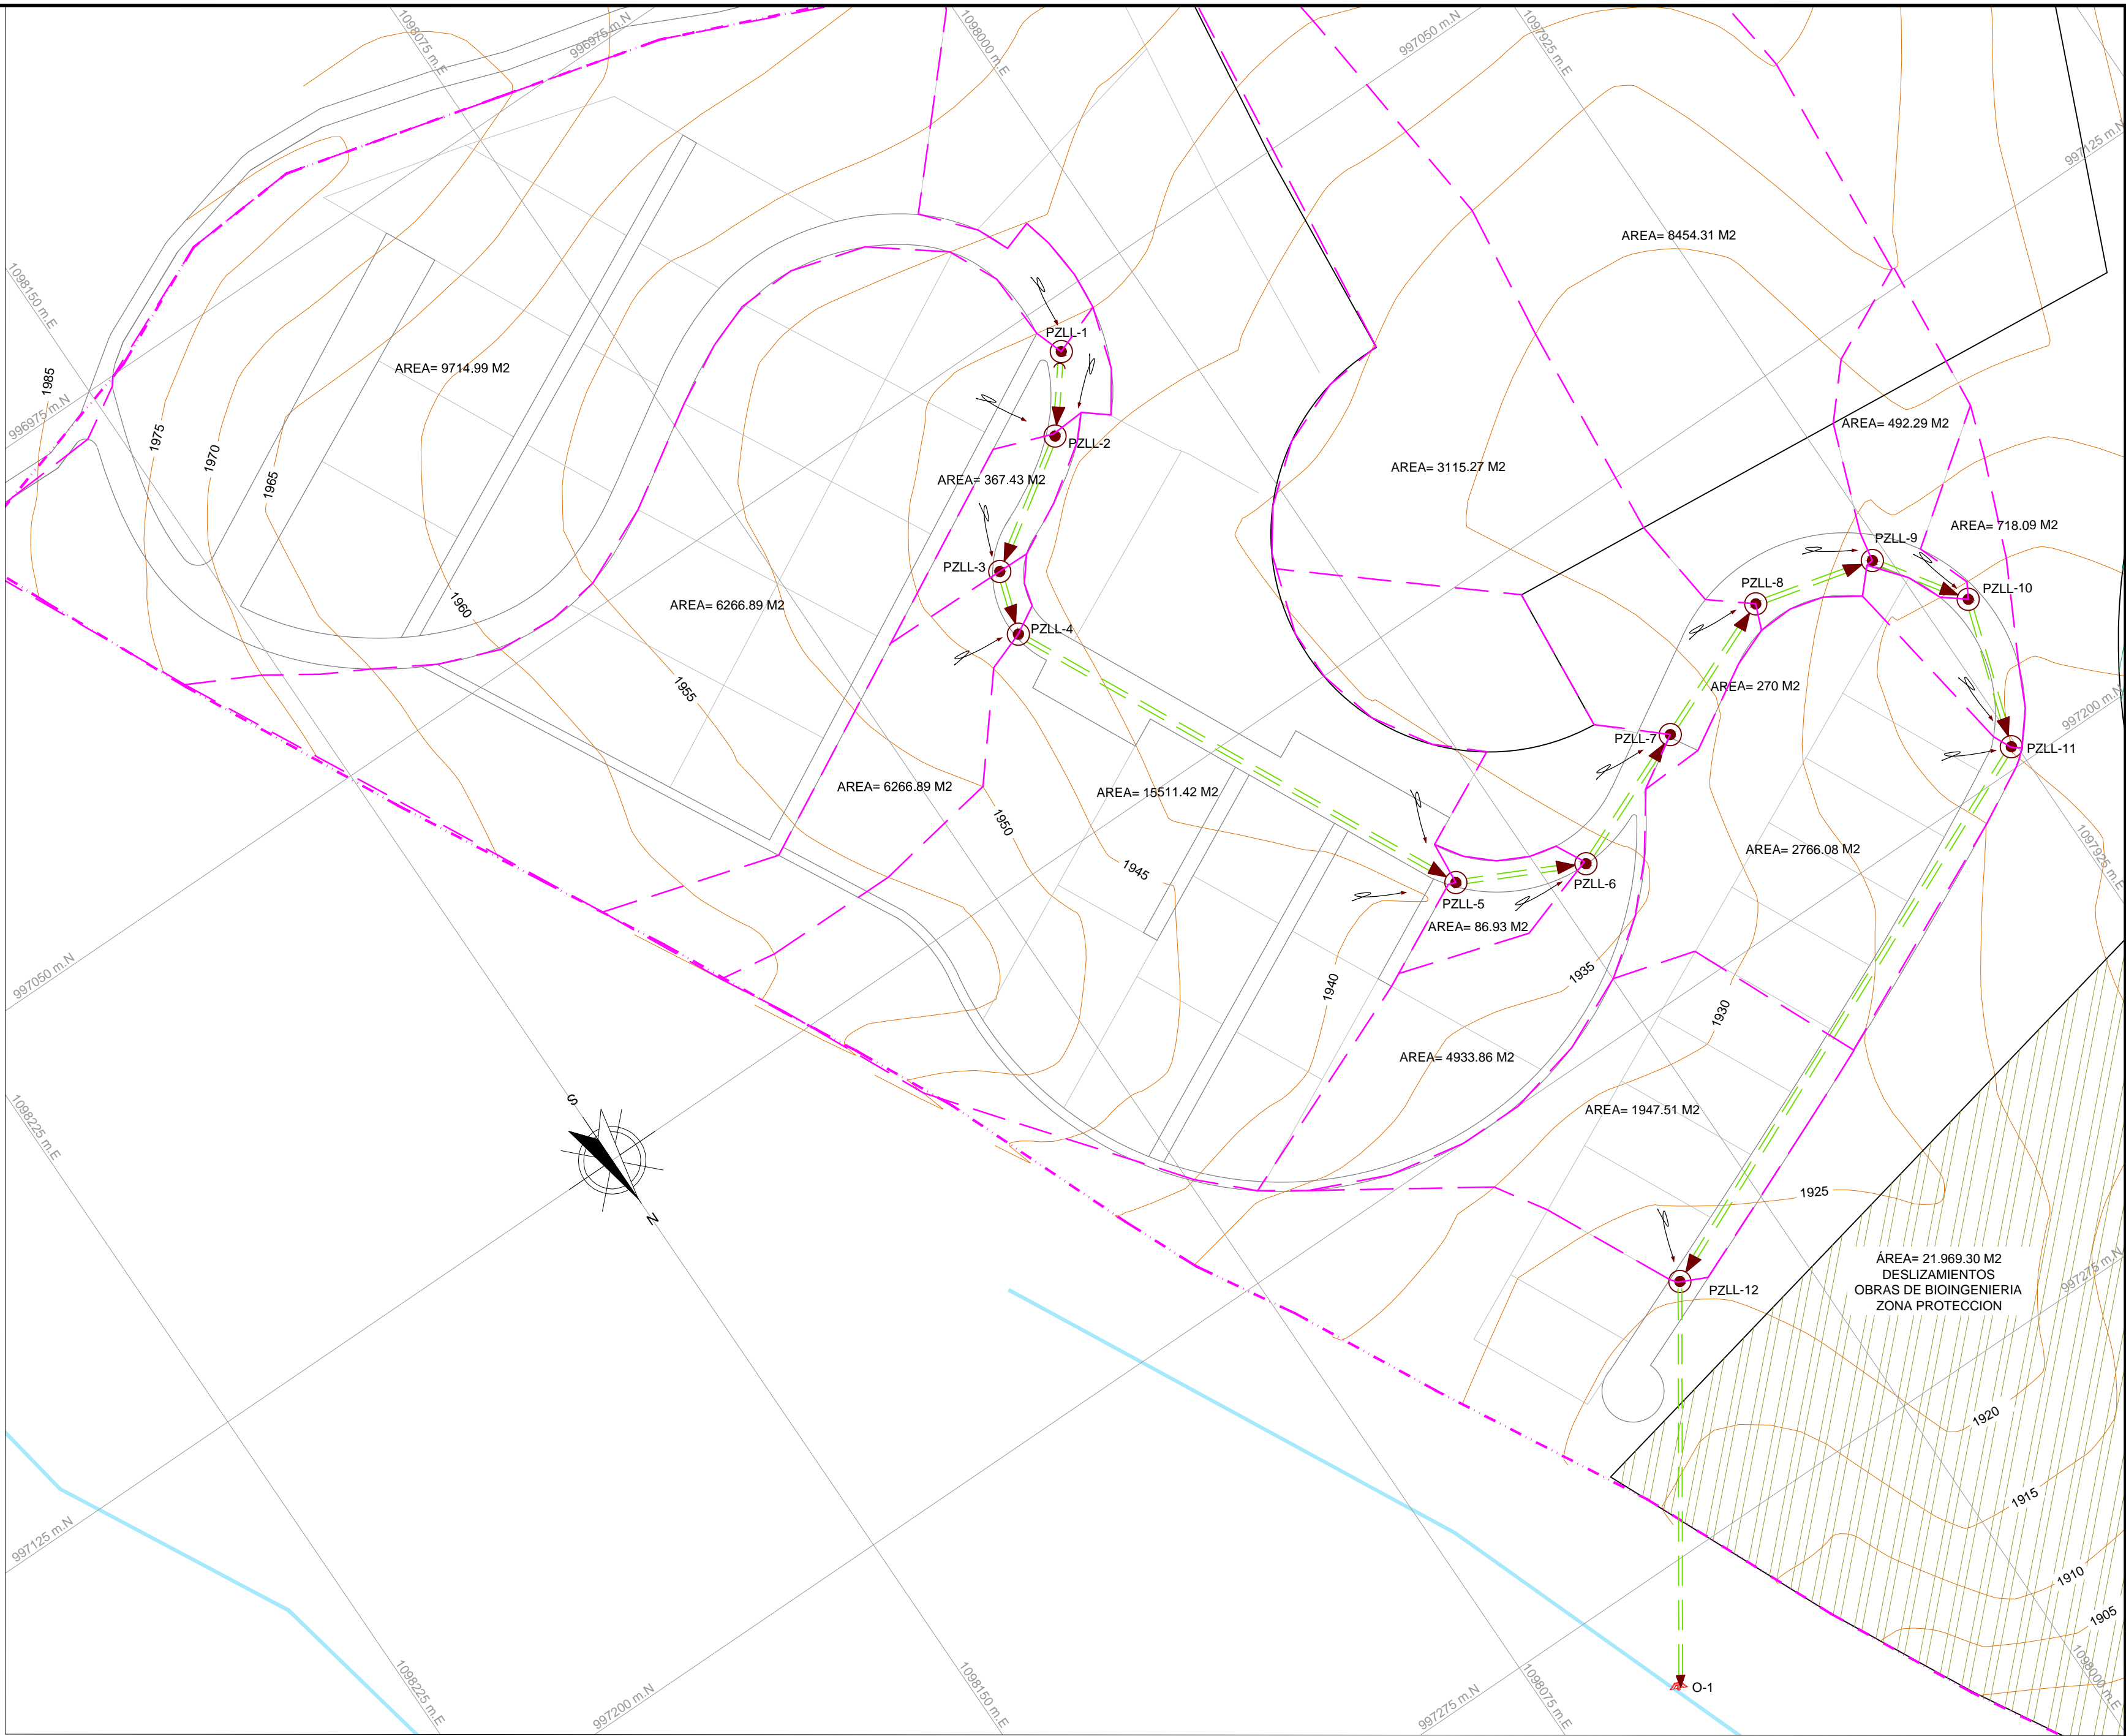 1098075 m.E
996975 m.N
1098000 m.E
997050 m.N
1097925 m.E
997125 m.N
AREA= 8454.31 M2
1098150 m.E
PZLL-1
AREA= 9714.99 M2
1985
996975 m.N
1975
1970
1965
PZLL-2
AREA= 367.43 M2
AREA= 3115.27 M2
AREA= 492.29 M2
AREA= 718.09 M2
PZLL-9
PZLL-3
PZLL-8
PZLL-10
1960
AREA= 6266.89 M2
PZLL-4
1955
AREA= 270 M2
997200 m.N
PZLL-7
PZLL-11
AREA= 6266.89 M2
AREA= 15511.42 M2
1950
1945
AREA= 2766.08 M2
1097925 m.E
PZLL-6
PZLL-5
AREA= 86.93 M2
997050 m.N
1940
1935
1930
AREA= 4933.86 M2
S
N
1098225 m.E
AREA= 1947.51 M2
1925
ÁREA= 21.969.30 M2
DESLIZAMIENTOS
OBRAS DE BIOINGENIERIA
ZONA PROTECCION
997275 m.N
PZLL-12
1920
1915
997125 m.N
1910
1905
1098225 m.E
997200 m.N
1098150 m.E
997275 m.N
1098075 m.E
O-1
1098000 m.E